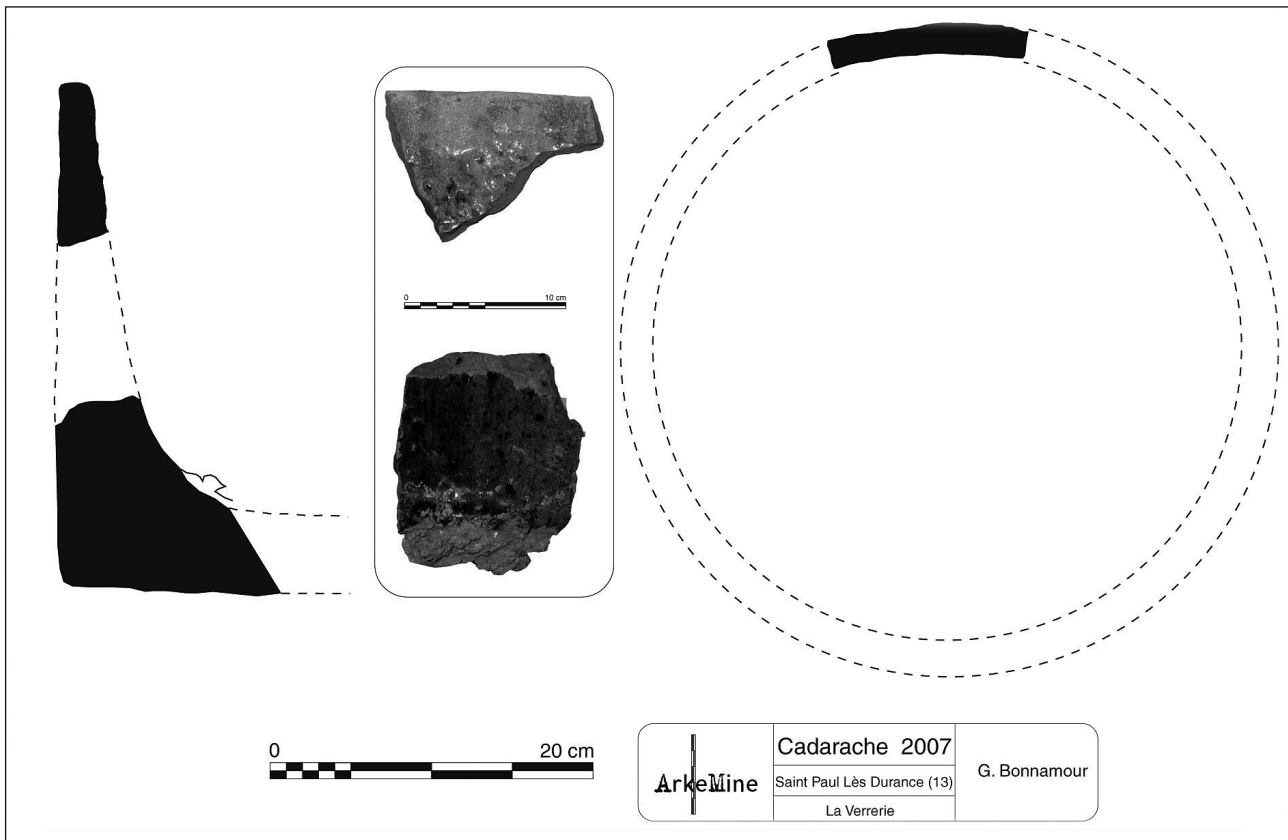 0 10 cm
0 20 cm
ArkeMine
Cadarache 2007
Saint Paul Lès Durance (13)
La Verrerie
G. Bonnamour